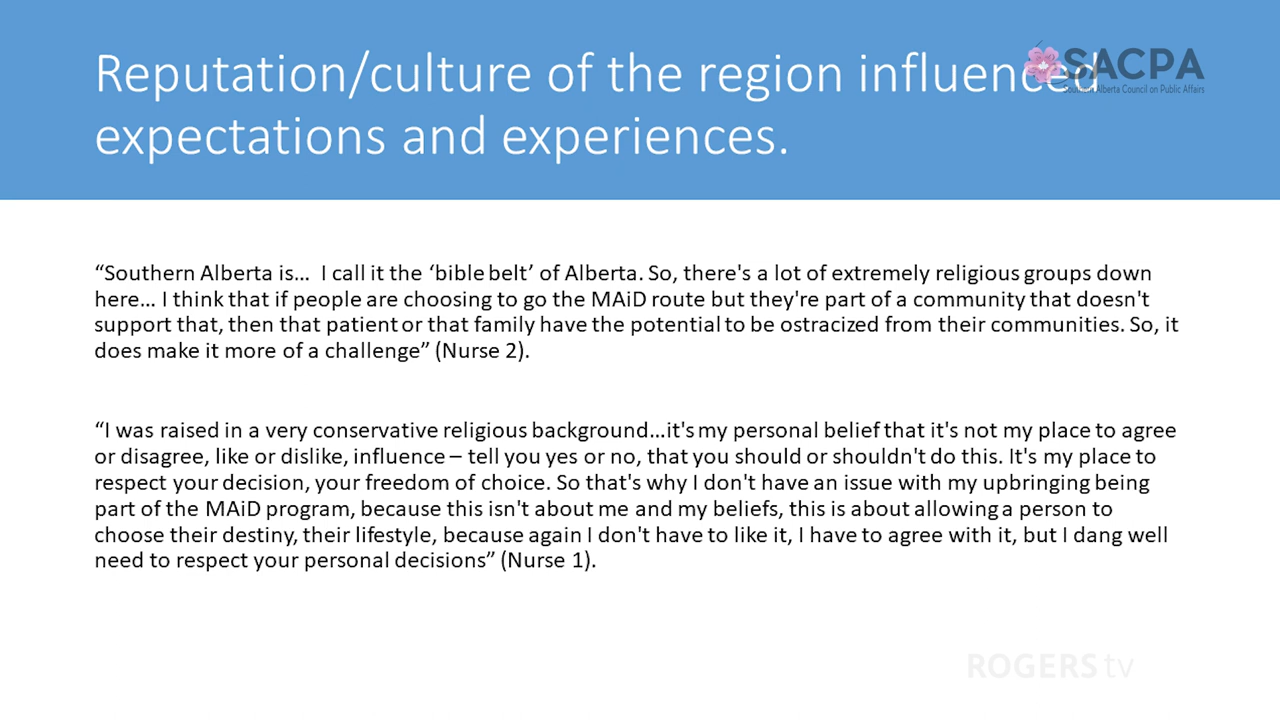 Reputation/culture of the region influenced
expectations and experiences.
SACPA
Southern Alberta Council on Public Affairs
“Southern Alberta is… I call it the ‘bible belt’ of Alberta. So, there's a lot of extremely religious groups down
here… I think that if people are choosing to go the MAiD route but they're part of a community that doesn't
support that, then that patient or that family have the potential to be ostracized from their communities. So, it
does make it more of a challenge” (Nurse 2).
“I was raised in a very conservative religious background…it's my personal belief that it's not my place to agree
or disagree, like or dislike, influence – tell you yes or no, that you should or shouldn't do this. It's my place to
respect your decision, your freedom of choice. So that's why I don't have an issue with my upbringing being
part of the MAiD program, because this isn't about me and my beliefs, this is about allowing a person to
choose their destiny, their lifestyle, because again I don't have to like it, I have to agree with it, but I dang well
need to respect your personal decisions” (Nurse 1).
ROGERS tv